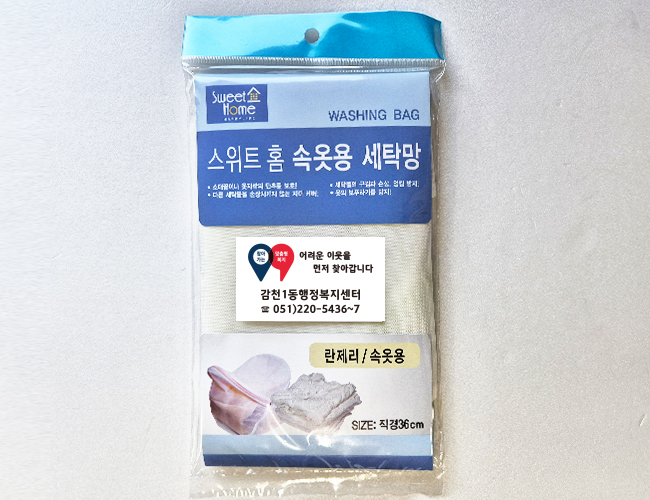 Sweet
Home
WASHING BAG
스위트 홈 속옷용 세탁망
찾아
가는
맞춤형
복지
어려운 이웃을
먼저 찾아갑니다
감천1동행정복지센터
☎ 051)220-5436~7
란제리 / 속옷용
SIZE: 직경36cm